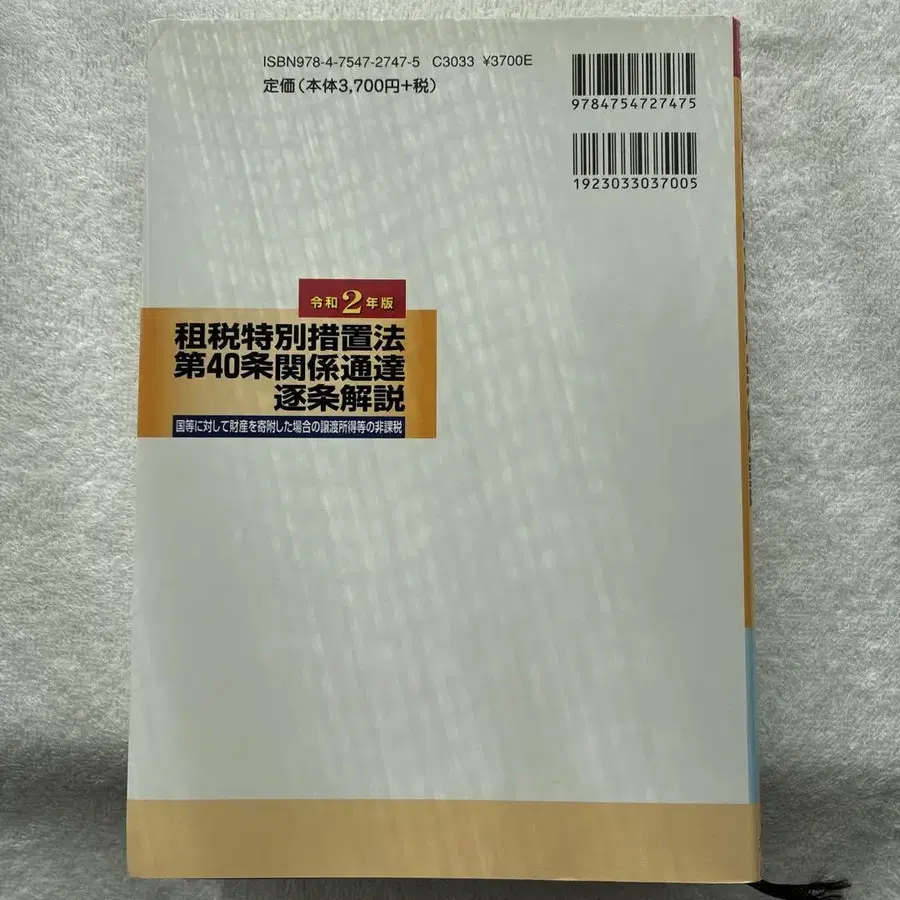 ISBN978-4-7547-2747-5 C3033 ¥3700E
定価(本体3,700円+税)
9784754727475
1923033037005
令和2年版
租税特別措置法
第40条関係通達
逐条解説
国等に対して財産を寄附した場合の譲渡所得等の非課税